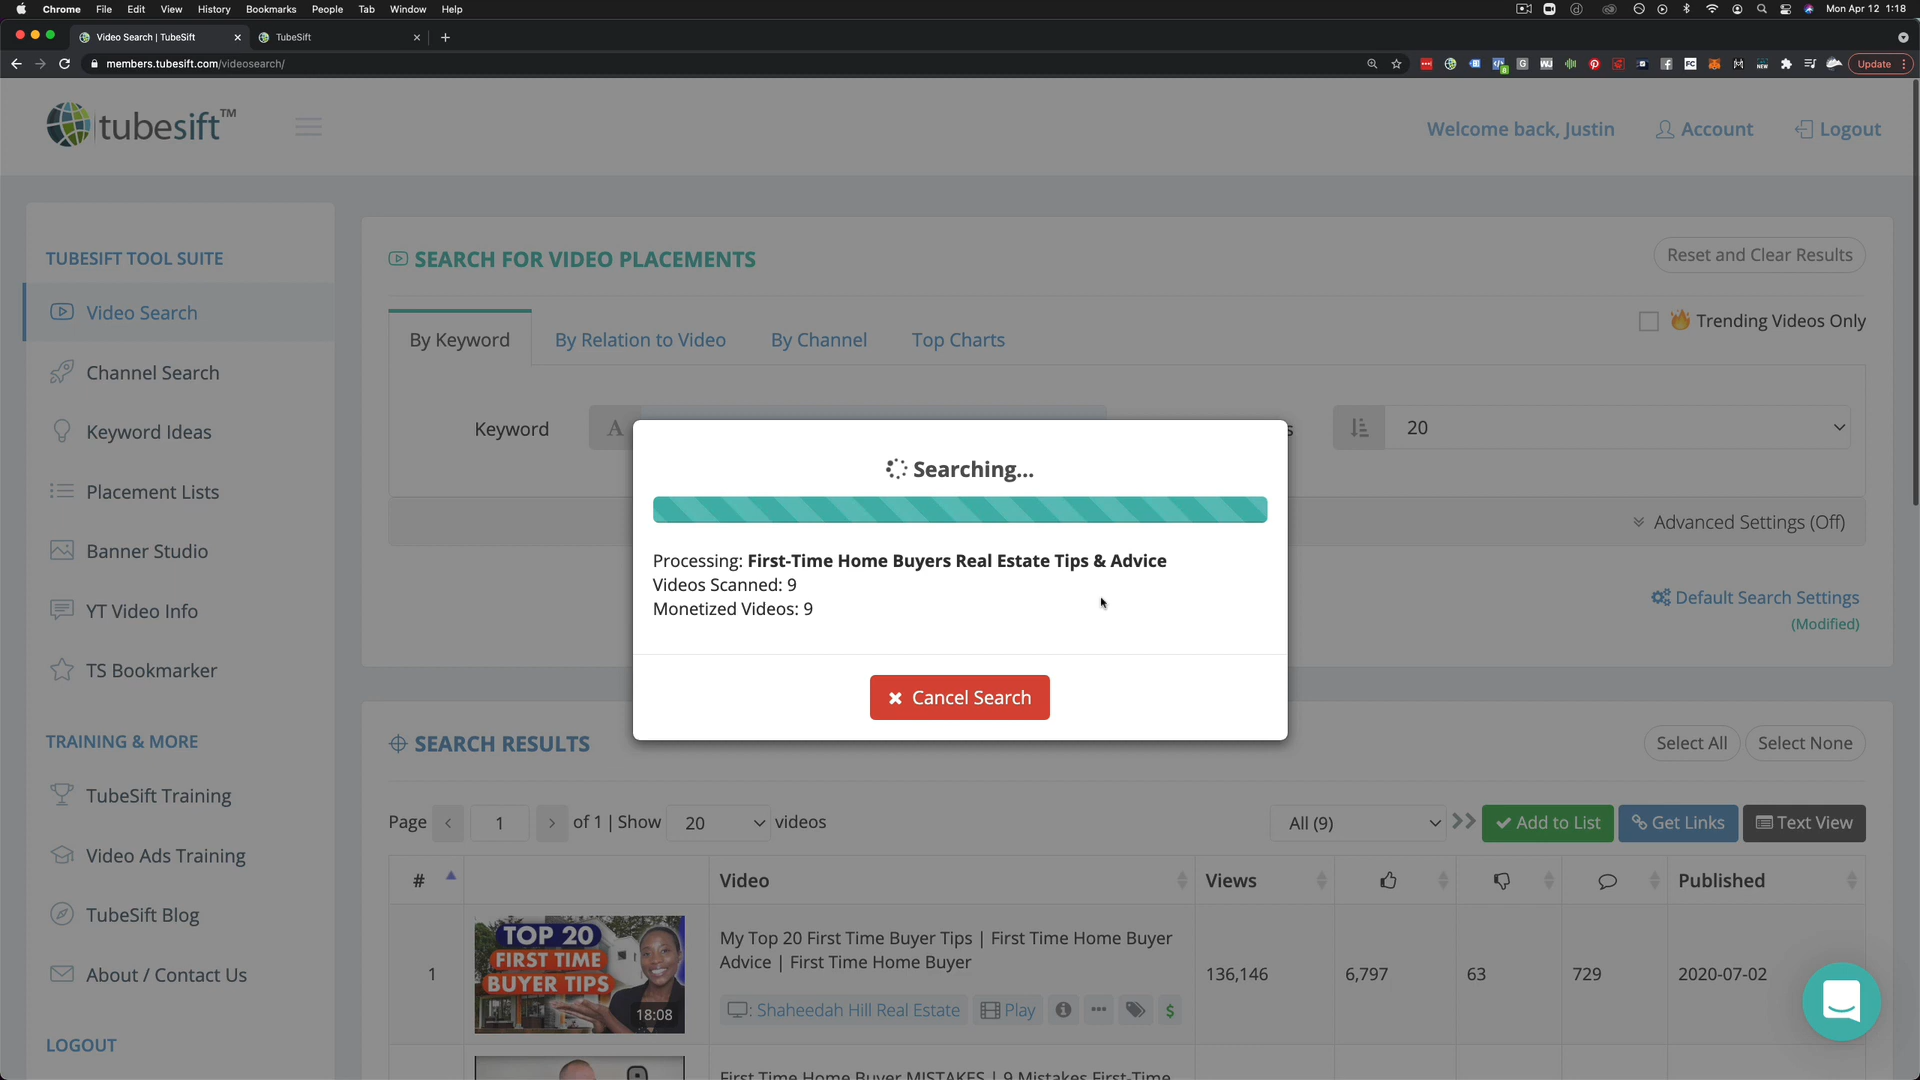 Chrome File Edit View History Bookmarks People Tab Window Help Mon Apr 12 1:18
Video Search | TubeSift TubeSift
members.tubesift.com/videosearch/ Update
tubesift™
Welcome back, Justin Account Logout
TUBESIFT TOOL SUITE
Video Search
Channel Search
Keyword Ideas
Placement Lists
Banner Studio
YT Video Info
TS Bookmarker
TRAINING & MORE
TubeSift Training
Video Ads Training
TubeSift Blog
About / Contact Us
LOGOUT
SEARCH FOR VIDEO PLACEMENTS
Reset and Clear Results
By Keyword By Relation to Video By Channel Top Charts
Trending Videos Only
Keyword A s 20
Advanced Settings (Off)
Default Search Settings
(Modified)
Searching...
Processing: First-Time Home Buyers Real Estate Tips & Advice
Videos Scanned: 9
Monetized Videos: 9
Cancel Search
SEARCH RESULTS
Select All Select None
Page 1 of 1 | Show 20 videos
All (9) Add to List Get Links Text View
# Video Views Published
1
TOP 20
FIRST TIME
BUYER TIPS
18:08
My Top 20 First Time Buyer Tips | First Time Home Buyer
Advice | First Time Home Buyer
: Shaheedah Hill Real Estate Play $
136,146 6,797 63 729 2020-07-02
First Time Home Buyer MISTAKES | 9 Mistakes First-Time